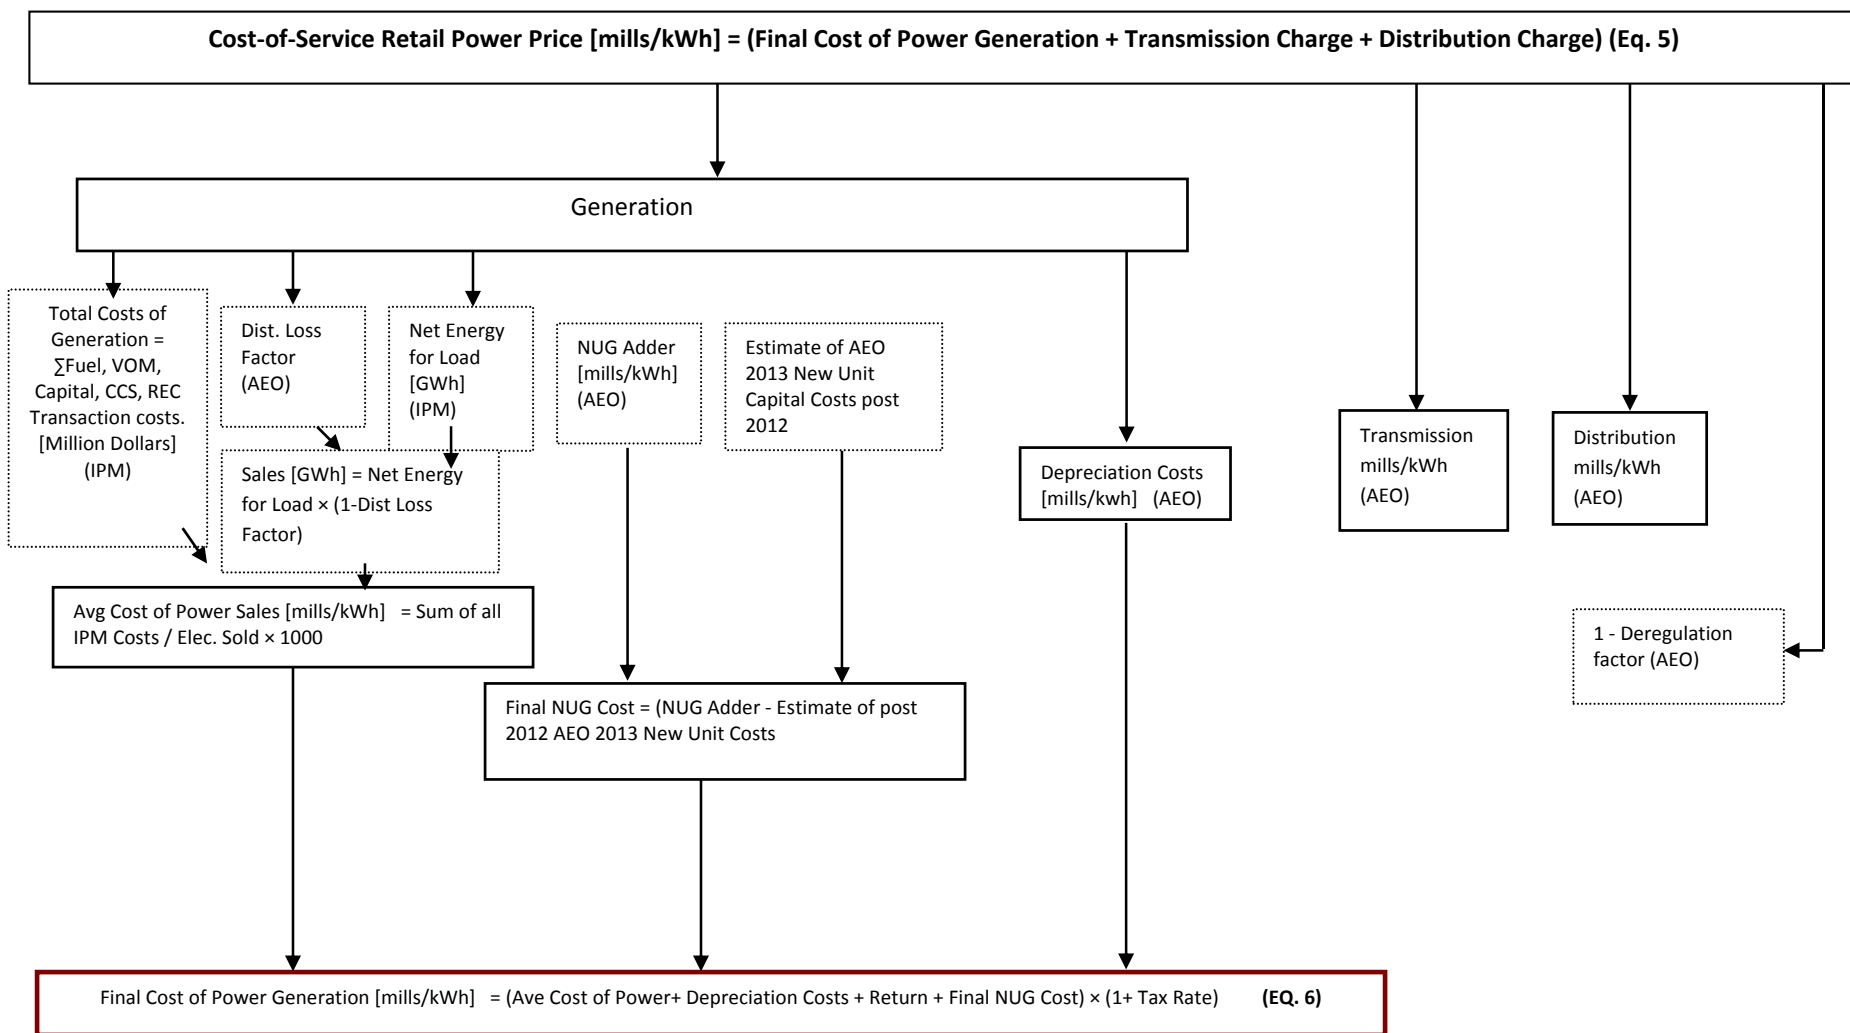 Cost-of-Service Retail Power Price [mills/kWh] = (Final Cost of Power Generation + Transmission Charge + Distribution Charge) (Eq. 5)
Generation
Total Costs of
Generation =
∑Fuel, VOM,
Capital, CCS, REC
Transaction costs.
[Million Dollars]
(IPM)
Dist. Loss
Factor
(AEO)
Net Energy
for Load
[GWh]
(IPM)
NUG Adder
[mills/kWh]
(AEO)
Estimate of AEO
2013 New Unit
Capital Costs post
2012
Sales [GWh] = Net Energy
for Load × (1-Dist Loss
Factor)
Depreciation Costs
[mills/kwh] (AEO)
Transmission
mills/kWh
(AEO)
Distribution
mills/kWh
(AEO)
Avg Cost of Power Sales [mills/kWh] = Sum of all
IPM Costs / Elec. Sold × 1000
1 - Deregulation
factor (AEO)
Final NUG Cost = (NUG Adder - Estimate of post
2012 AEO 2013 New Unit Costs
Final Cost of Power Generation [mills/kWh] = (Ave Cost of Power+ Depreciation Costs + Return + Final NUG Cost) × (1+ Tax Rate) (EQ. 6)